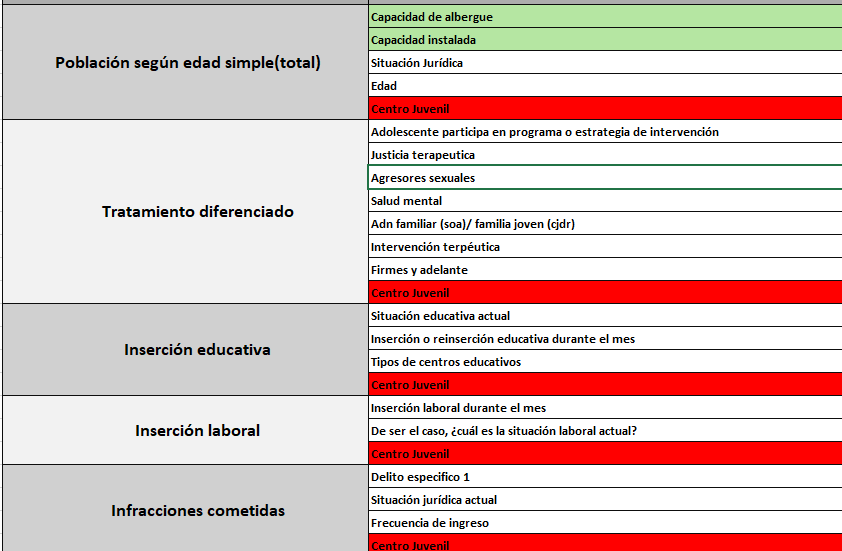 Población según edad simple(total)
Capacidad de albergue
Capacidad instalada
Situación Jurídica
Edad
Centro Juvenil
Tratamiento diferenciado
Adolescente participa en programa o estrategia de intervención
Justicia terapeutica
Agresores sexuales
Salud mental
Adn familiar (soa)/ familia joven (cjdr)
Intervención terpéutica
Firmes y adelante
Centro Juvenil
Inserción educativa
Situación educativa actual
Inserción o reinserción educativa durante el mes
Tipos de centros educativos
Centro Juvenil
Inserción laboral
Inserción laboral durante el mes
De ser el caso, ¿cuál es la situación laboral actual?
Centro Juvenil
Infracciones cometidas
Delito especifico 1
Situación jurídica actual
Frecuencia de ingreso
Centro Juvenil